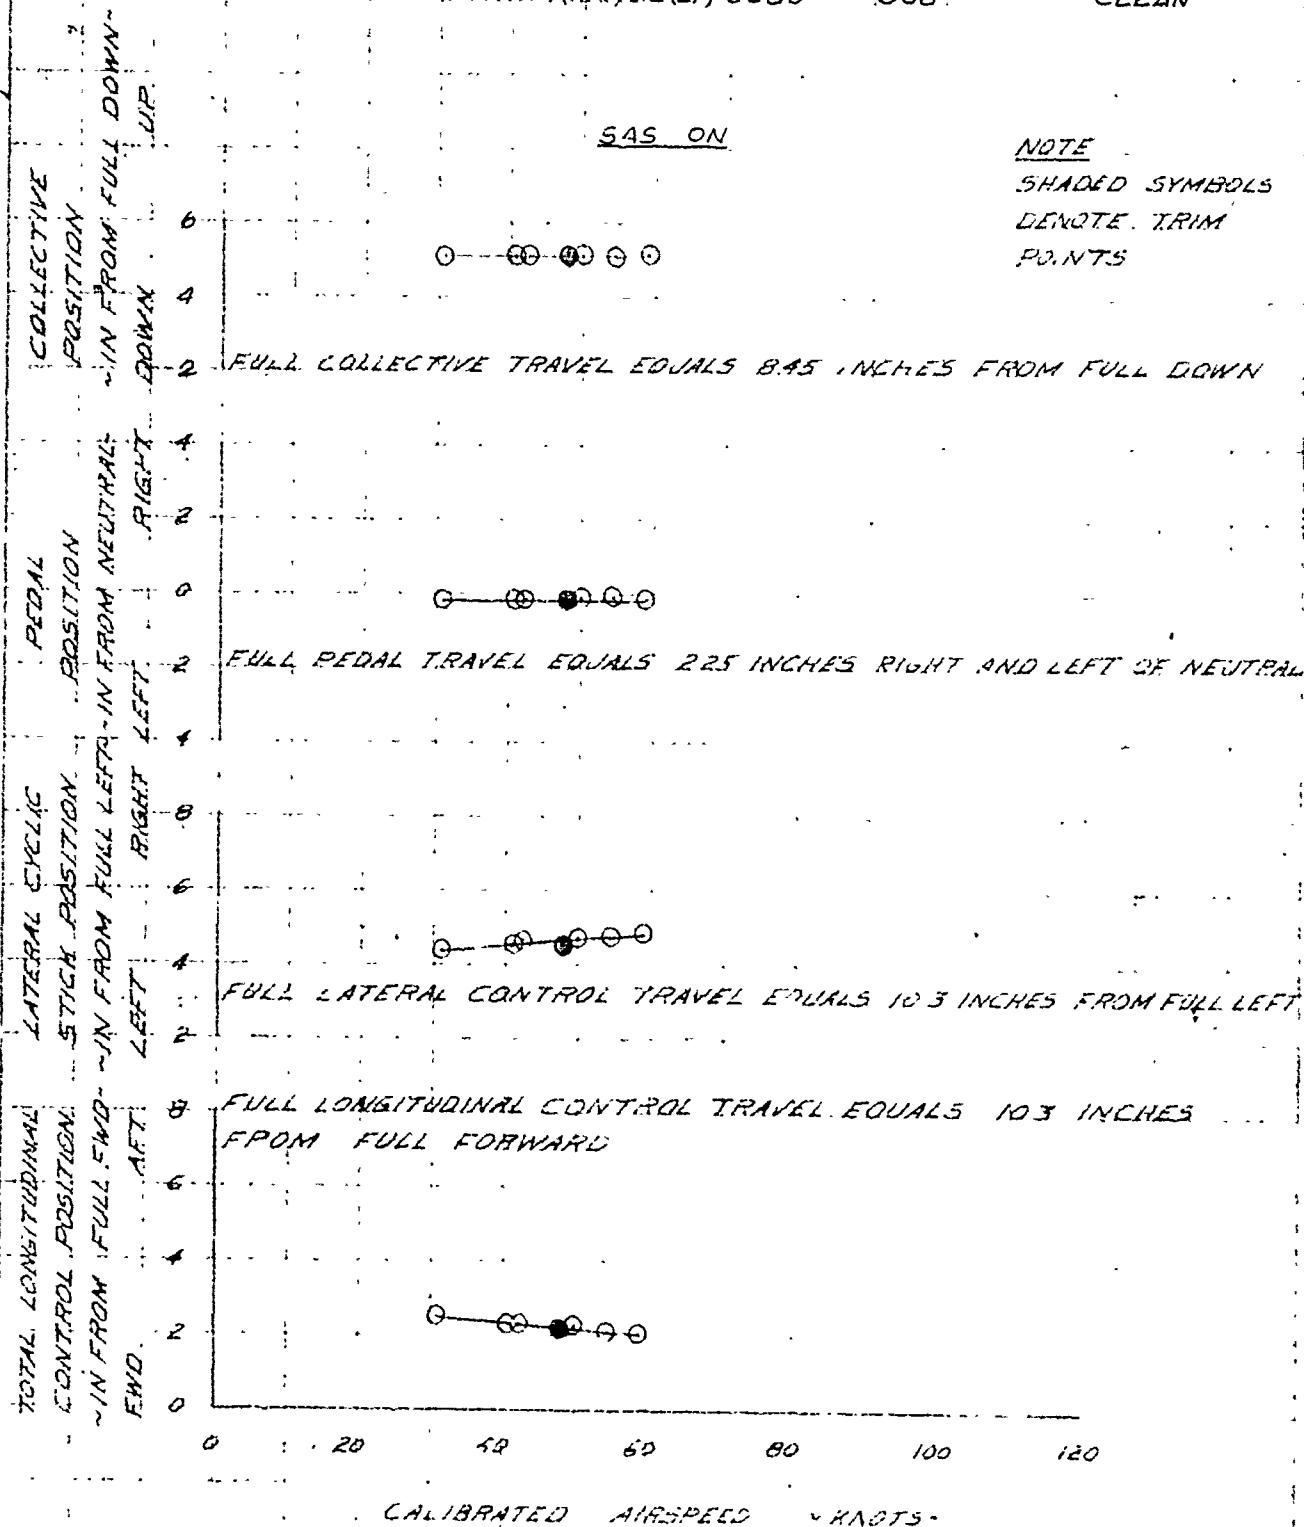 CLEAN
SAS ON
NOTE
SHADED SYMBOLS
DENOTE TRIM
POINTS
COLLECTIVE
POSITION
~IN FROM FULL DOWN~
DOWN UP
6
4
2
FULL COLLECTIVE TRAVEL EQUALS 8.45 INCHES FROM FULL DOWN
PEDAL
POSITION
~IN FROM NEUTRAL~
LEFT RIGHT
4
2
0
2
4
FULL PEDAL TRAVEL EQUALS 2.25 INCHES RIGHT AND LEFT OF NEUTRAL
LATERAL CYCLIC
STICK POSITION
~IN FROM FULL LEFT~
LEFT RIGHT
8
6
4
2
FULL LATERAL CONTROL TRAVEL EQUALS 10 3 INCHES FROM FULL LEFT
TOTAL LONGITUDINAL
CONTROL POSITION
~IN FROM FULL FWD~
FWD. AFT.
8
6
4
2
0
FULL LONGITUDINAL CONTROL TRAVEL EQUALS 10 3 INCHES
FROM FULL FORWARD
0 20 40 60 80 100 120
CALIBRATED AIRSPEED ~ KNOTS~